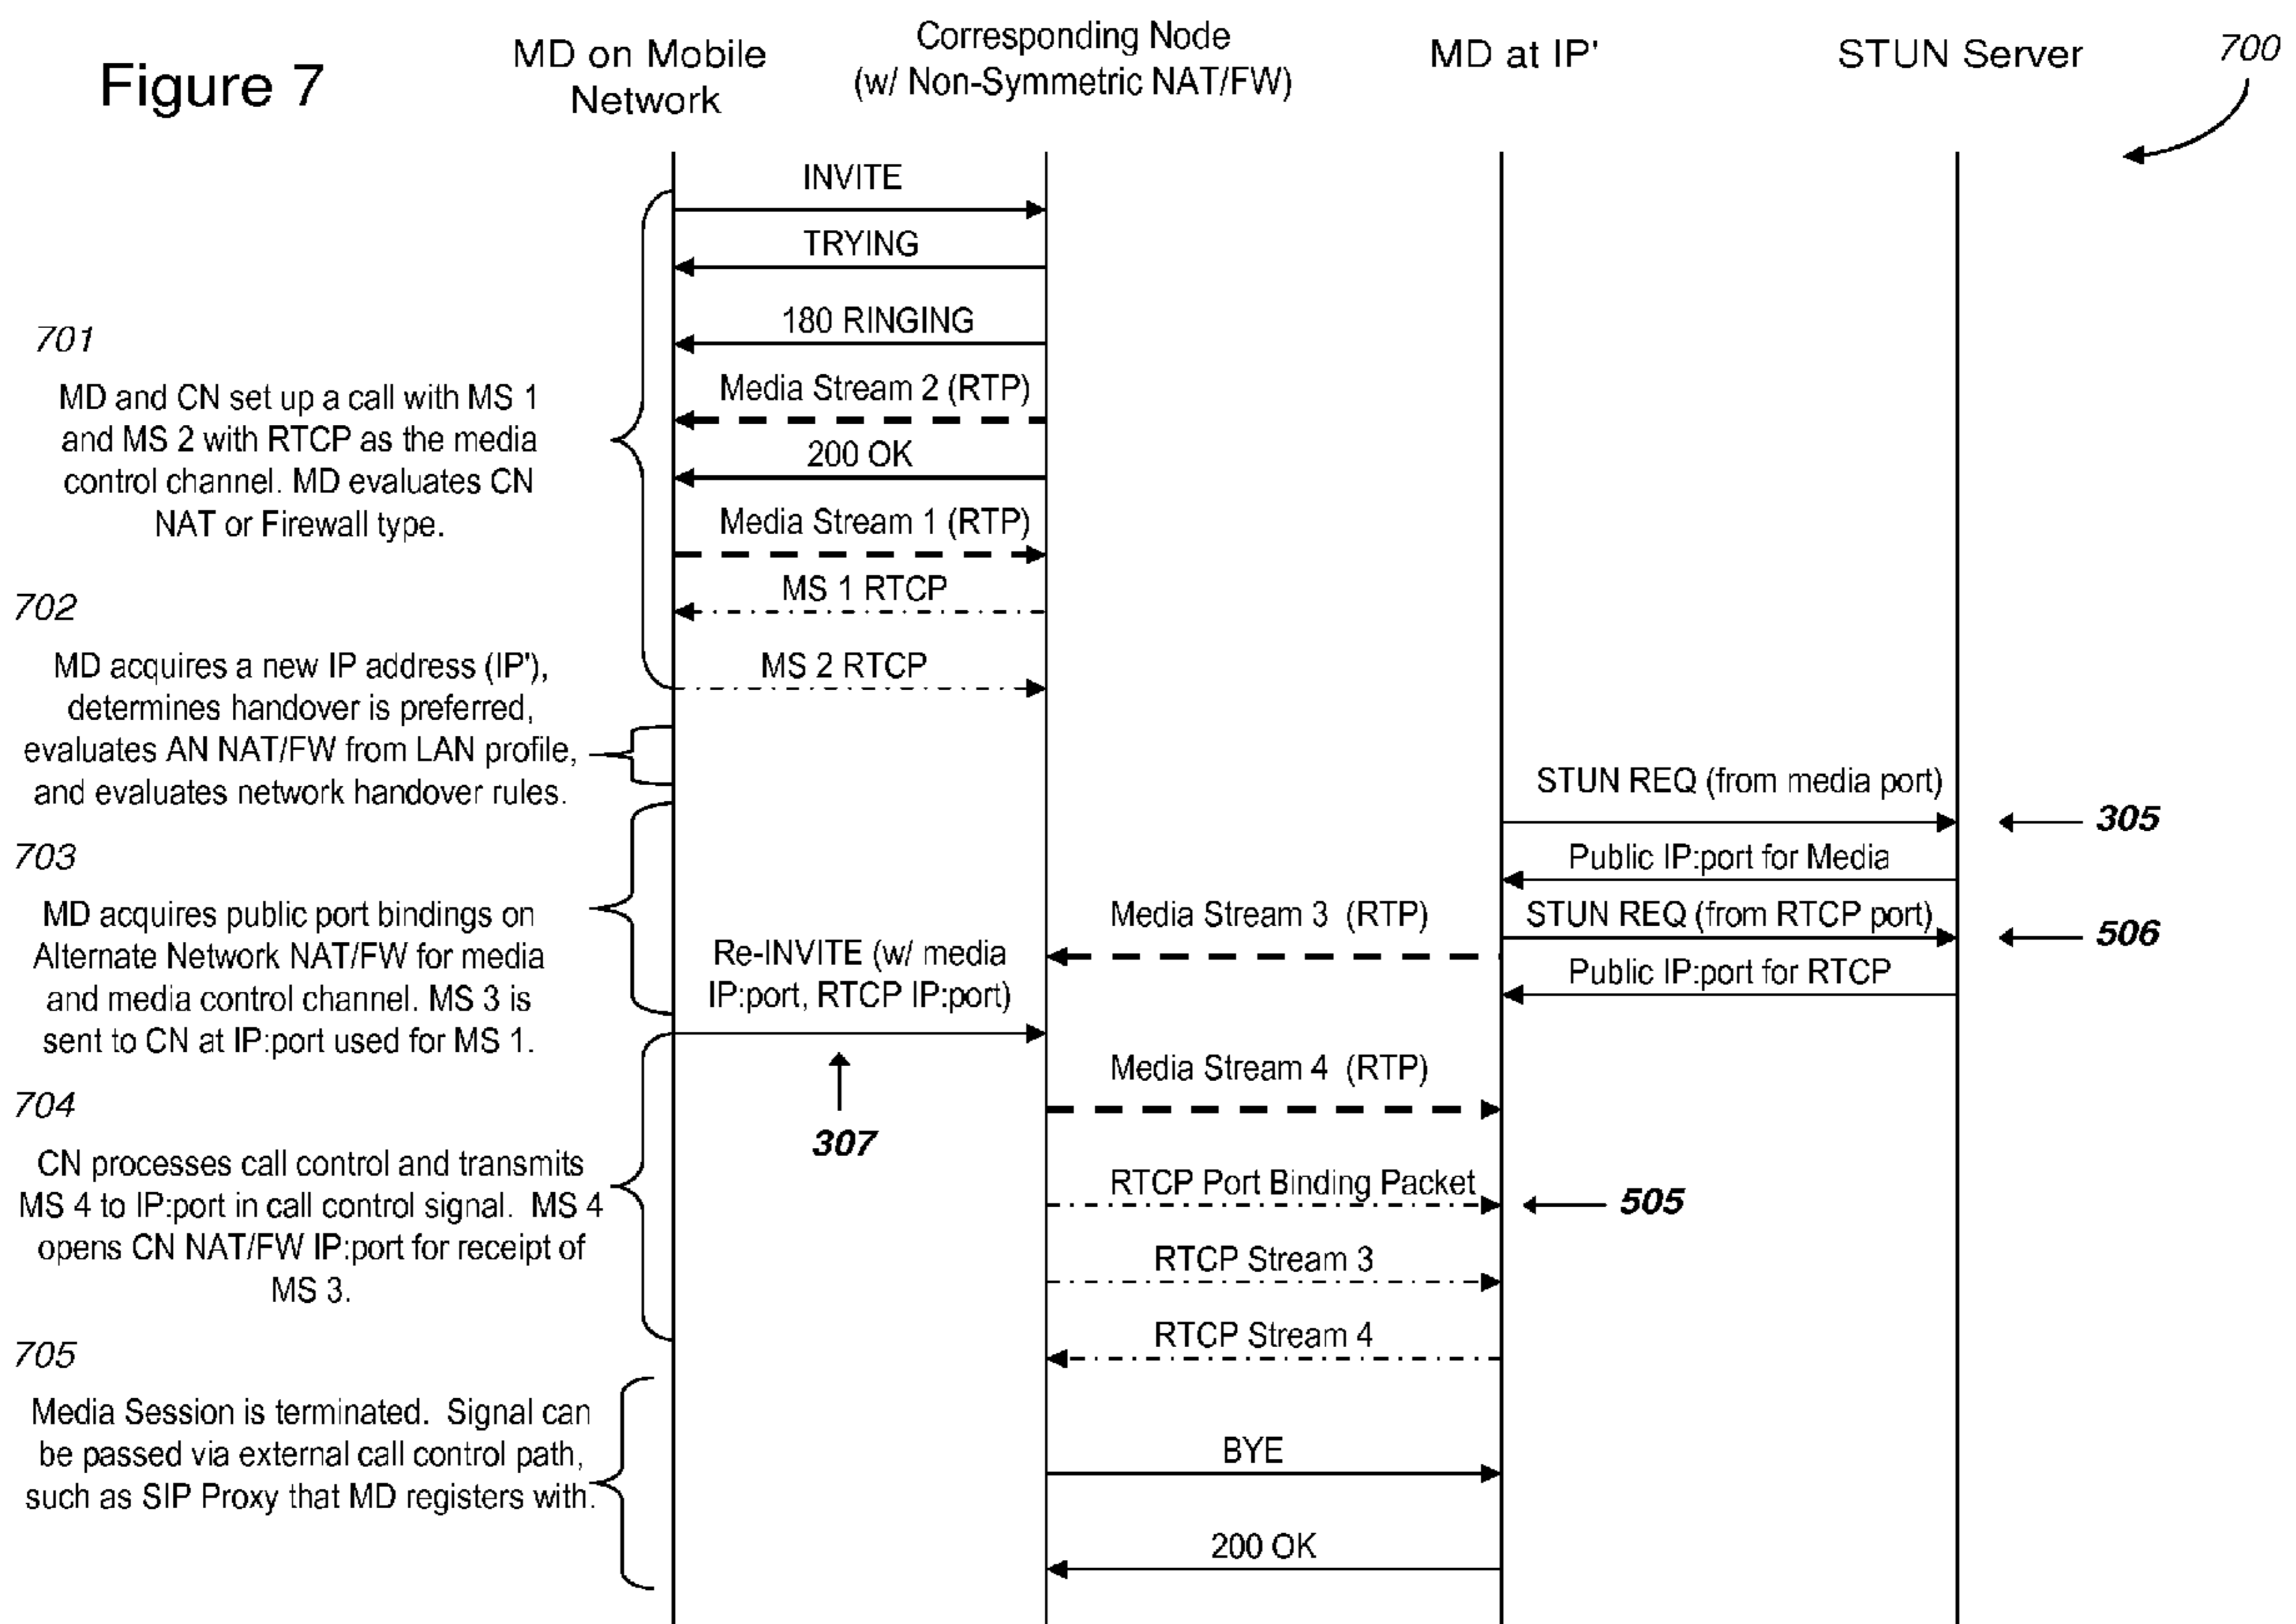 Figure 7
MD on Mobile
Network
Corresponding Node
(w/ Non-Symmetric NAT/FW)
MD at IP'
STUN Server
700
INVITE
TRYING
180 RINGING
Media Stream 2 (RTP)
200 OK
Media Stream 1 (RTP)
MS 1 RTCP
MS 2 RTCP
701
MD and CN set up a call with MS 1
and MS 2 with RTCP as the media
control channel. MD evaluates CN
NAT or Firewall type.
702
MD acquires a new IP address (IP'),
determines handover is preferred,
evaluates AN NAT/FW from LAN profile,
and evaluates network handover rules.
STUN REQ (from media port)
305
Public IP:port for Media
STUN REQ (from RTCP port)
506
Public IP:port for RTCP
703
MD acquires public port bindings on
Alternate Network NAT/FW for media
and media control channel. MS 3 is
sent to CN at IP:port used for MS 1.
Media Stream 3 (RTP)
Re-INVITE (w/ media
IP:port, RTCP IP:port)
307
704
CN processes call control and transmits
MS 4 to IP:port in call control signal. MS 4
opens CN NAT/FW IP:port for receipt of
MS 3.
Media Stream 4 (RTP)
RTCP Port Binding Packet
505
RTCP Stream 3
RTCP Stream 4
705
Media Session is terminated. Signal can
be passed via external call control path,
such as SIP Proxy that MD registers with.
BYE
200 OK